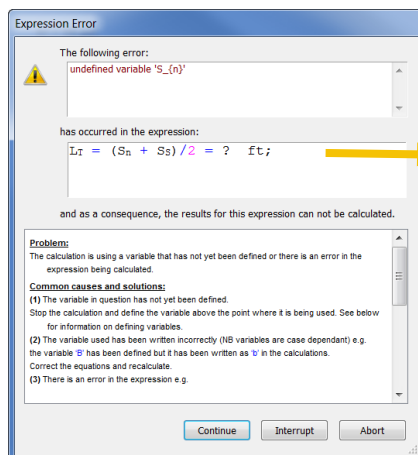 Expression Error
The following error:
undefined variable 'S_{n}'
has occurred in the expression:
L_T = (S_n + S_S)/2 = ?  ft;
and as a consequence, the results for this expression can not be calculated.
Problem:
The calculation is using a variable that has not yet been defined or there is an error in the
expression being calculated.
Common causes and solutions:
(1) The variable in question has not yet been defined.
Stop the calculation and define the variable above the point where it is being used. See below
for information on defining variables.
(2) The variable used has been written incorrectly (NB variables are case dependant) e.g.
the variable 'B' has been defined but it has been written as 'b' in the calculations.
Correct the equations and recalculate.
(3) There is an error in the expression e.g.
Continue Interrupt Abort